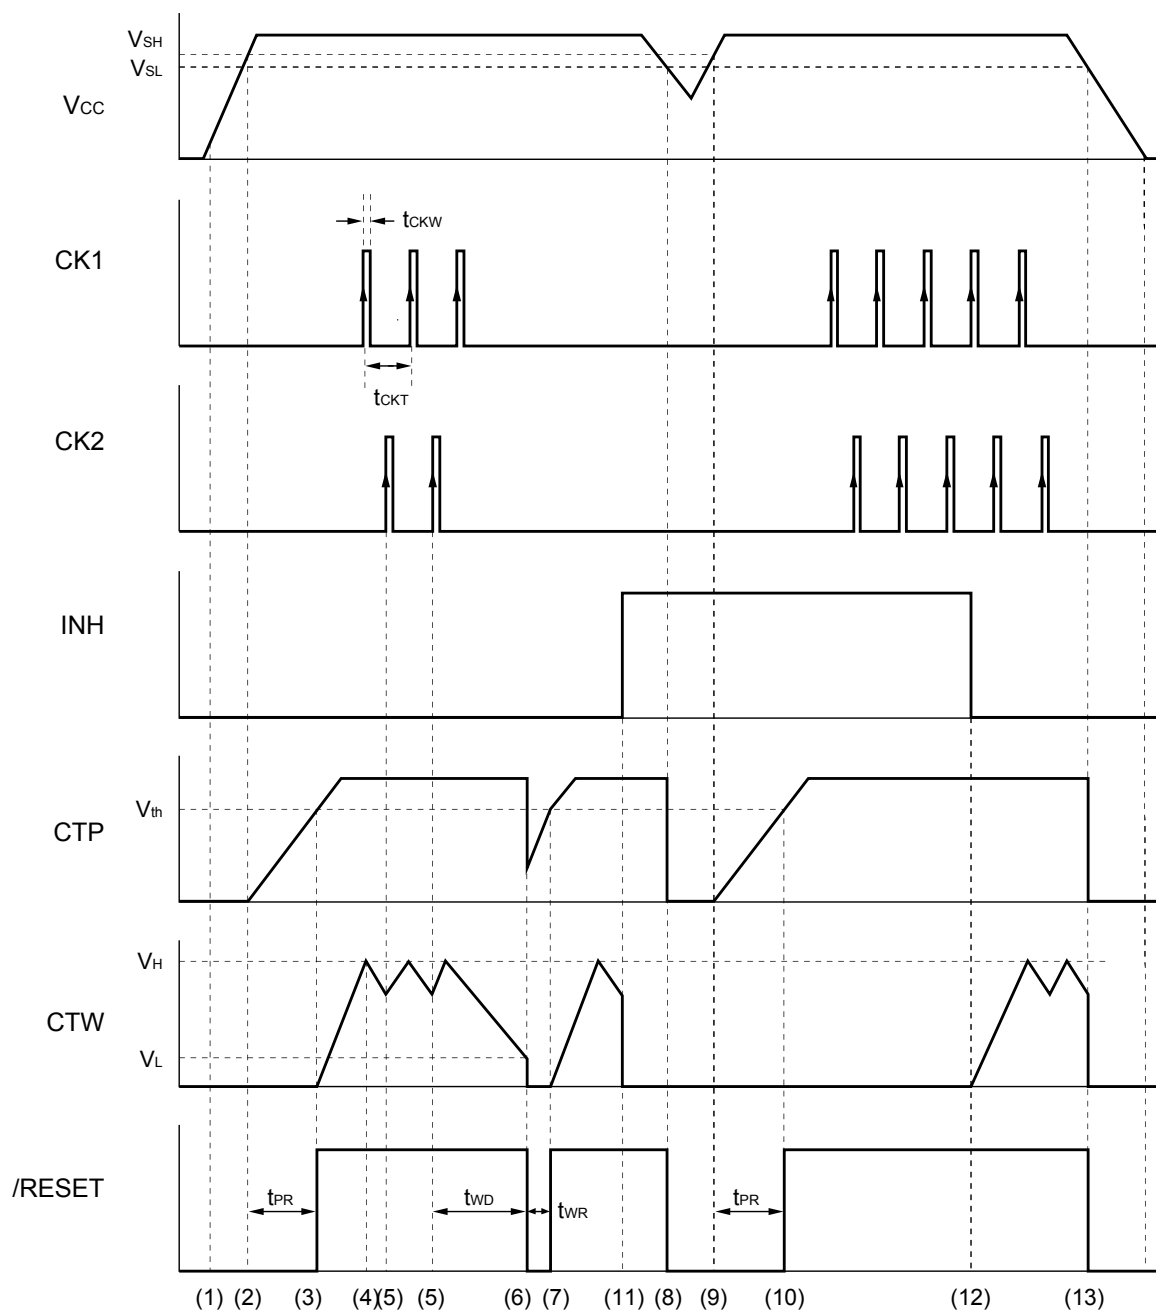 VSH
VSL
VCC
tCKW
CK1
tCKT
CK2
INH
Vth
CTP
VH
CTW
VL
/RESET
tPR tWD tWR tPR
(1) (2) (3) (4)(5) (5) (6) (7) (11) (8) (9) (10) (12) (13)